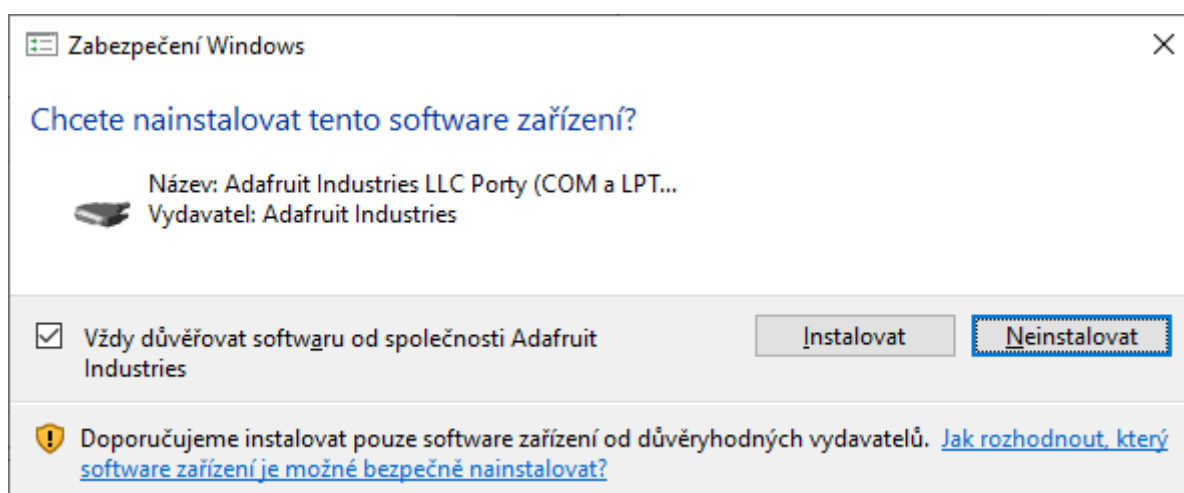 Zabezpečení Windows
Chcete nainstalovat tento software zařízení?
Název: Adafruit Industries LLC Porty (COM a LPT...
Vydavatel: Adafruit Industries
Vždy důvěřovat softwaru od společnosti Adafruit
Industries
Instalovat
Neinstalovat
Doporučujeme instalovat pouze software zařízení od důvěryhodných vydavatelů. Jak rozhodnout, který
software zařízení je možné bezpečně nainstalovat?